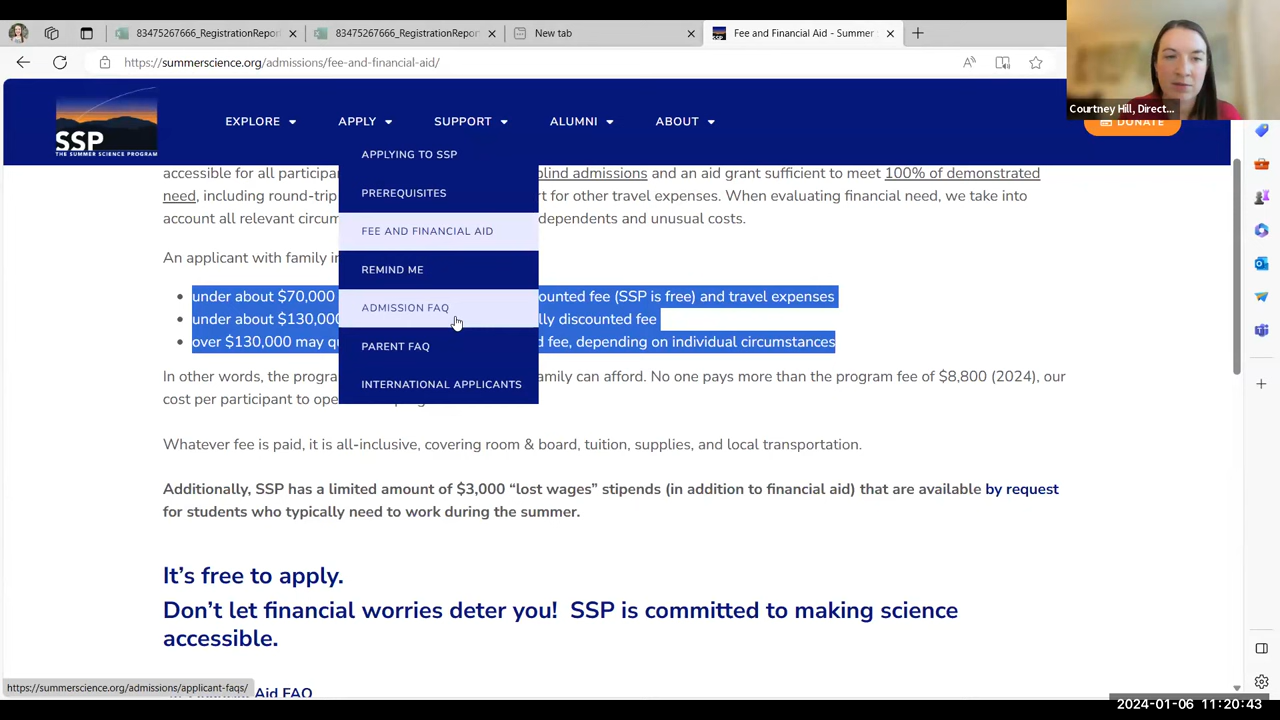 83475267666_RegistrationRepor
83475267666_RegistrationRepor
New tab
Fee and Financial Aid - Summer
https://summerscience.org/admissions/fee-and-financial-aid/
Courtney Hill, Direct...
SSP
THE SUMMER SCIENCE PROGRAM
EXPLORE
APPLY
SUPPORT
ALUMNI
ABOUT
DONATE
APPLYING TO SSP
PREREQUISITES
FEE AND FINANCIAL AID
REMIND ME
ADMISSION FAQ
PARENT FAQ
INTERNATIONAL APPLICANTS
accessible for all participa blind admissions and an aid grant sufficient to meet 100% of demonstrated
need, including round-trip rt for other travel expenses. When evaluating financial need, we take into
account all relevant circum dependents and unusual costs.
An applicant with family in
under about $70,000 ounted fee (SSP is free) and travel expenses
under about $130,000 lly discounted fee
over $130,000 may qu d fee, depending on individual circumstances
In other words, the progra amily can afford. No one pays more than the program fee of $8,800 (2024), our
cost per participant to ope
Whatever fee is paid, it is all-inclusive, covering room & board, tuition, supplies, and local transportation.
Additionally, SSP has a limited amount of $3,000 “lost wages” stipends (in addition to financial aid) that are available by request
for students who typically need to work during the summer.
It’s free to apply.
Don’t let financial worries deter you! SSP is committed to making science
accessible.
Aid FAQ
https://summerscience.org/admissions/applicant-faqs/
2024-01-06 11:20:43